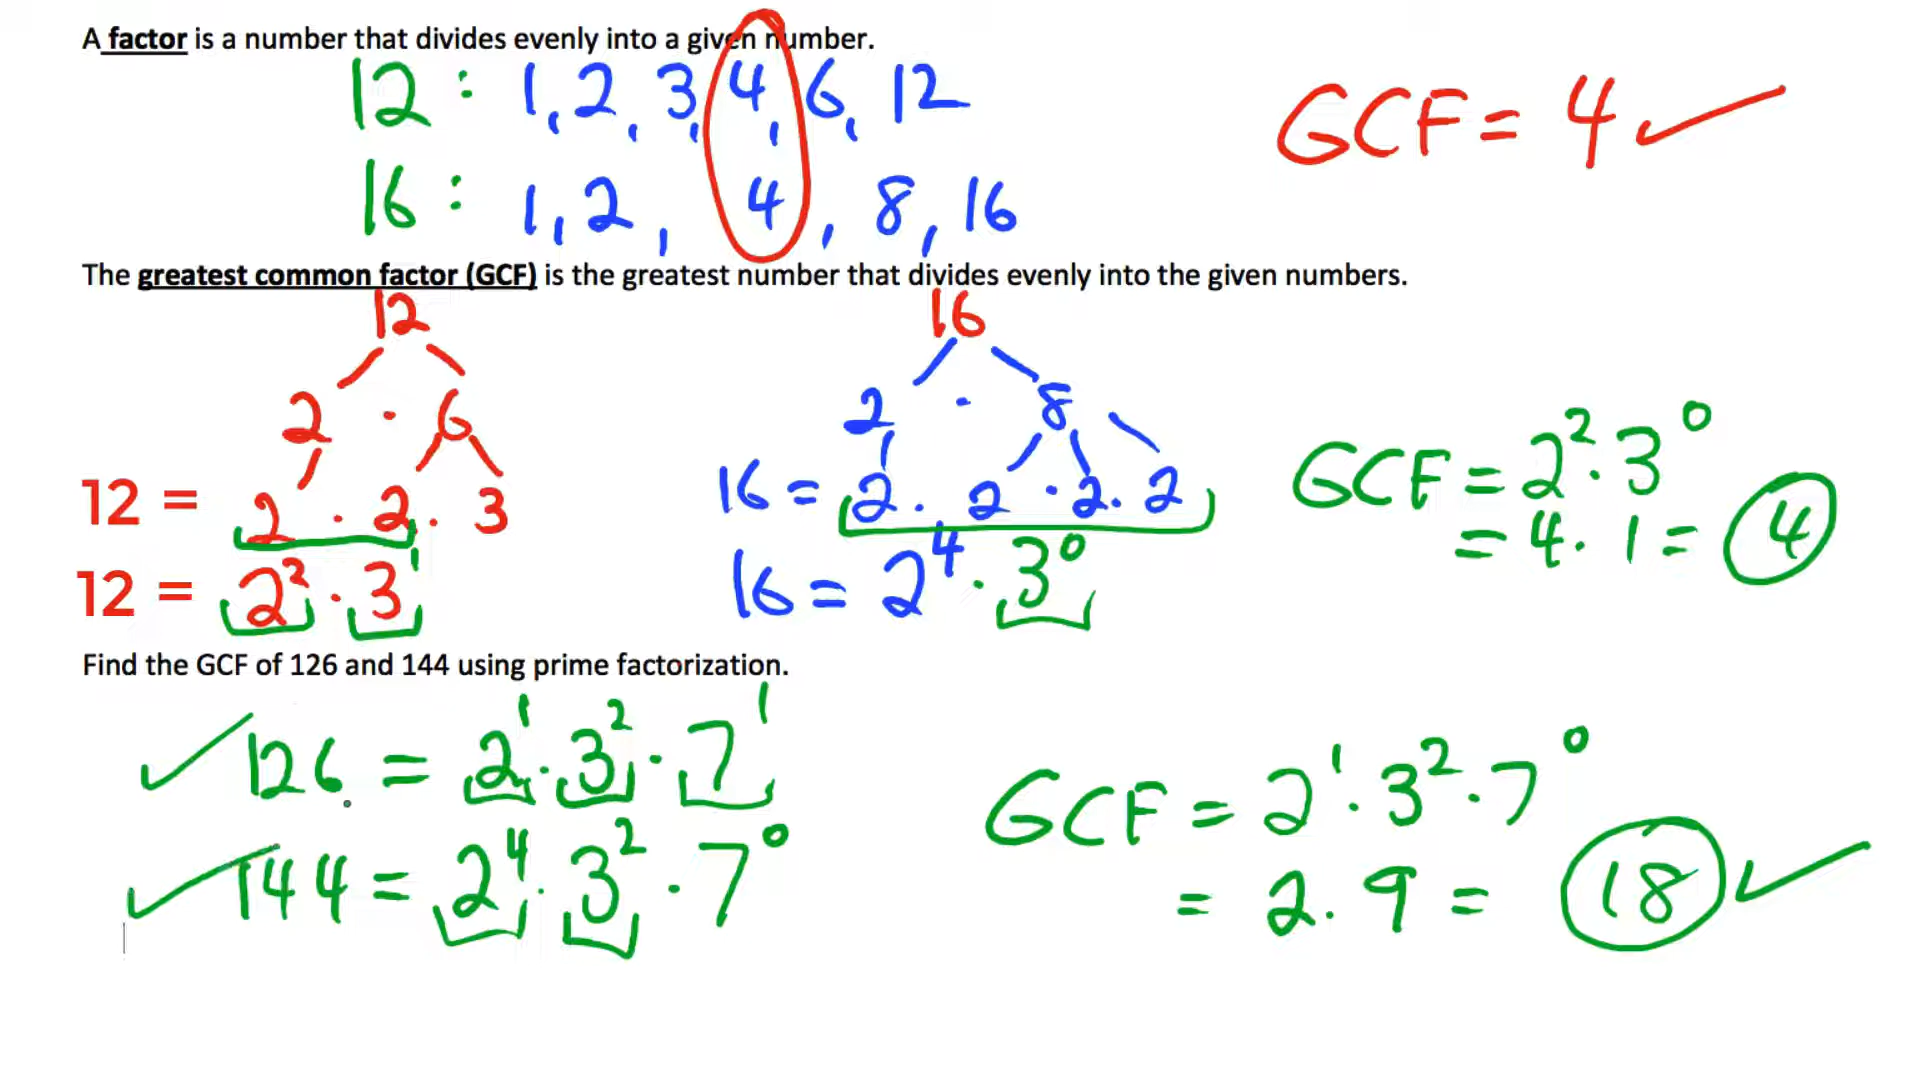 A factor is a number that divides evenly into a given number.
12 : 1, 2, 3, 4, 6, 12
GCF = 4 ✓
16 : 1, 2, 4, 8, 16
The greatest common factor (GCF) is the greatest number that divides evenly into the given numbers.
12
2 · 6
12 = 2 · 2 · 3
12 = 2² · 3¹
16
2 · 8
16 = 2 · 2 · 2 · 2
16 = 2⁴ · 3⁰
GCF = 2² · 3⁰
= 4 · 1 = 4
Find the GCF of 126 and 144 using prime factorization.
✓ 126 = 2¹ · 3² · 7¹
✓ 144 = 2⁴ · 3² · 7⁰
GCF = 2¹ · 3² · 7⁰
= 2 · 9 = 18 ✓